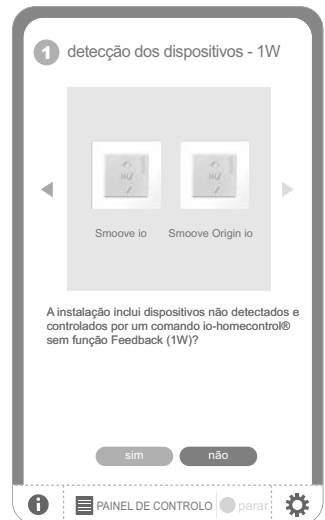 1 detecção dos dispositivos - 1W
Smoove io Smoove Origin io
A instalação inclui dispositivos não detectados e
controlados por um comando io-homecontrol®
sem função Feedback (1W)?
sim não
i PAINEL DE CONTROLO parar